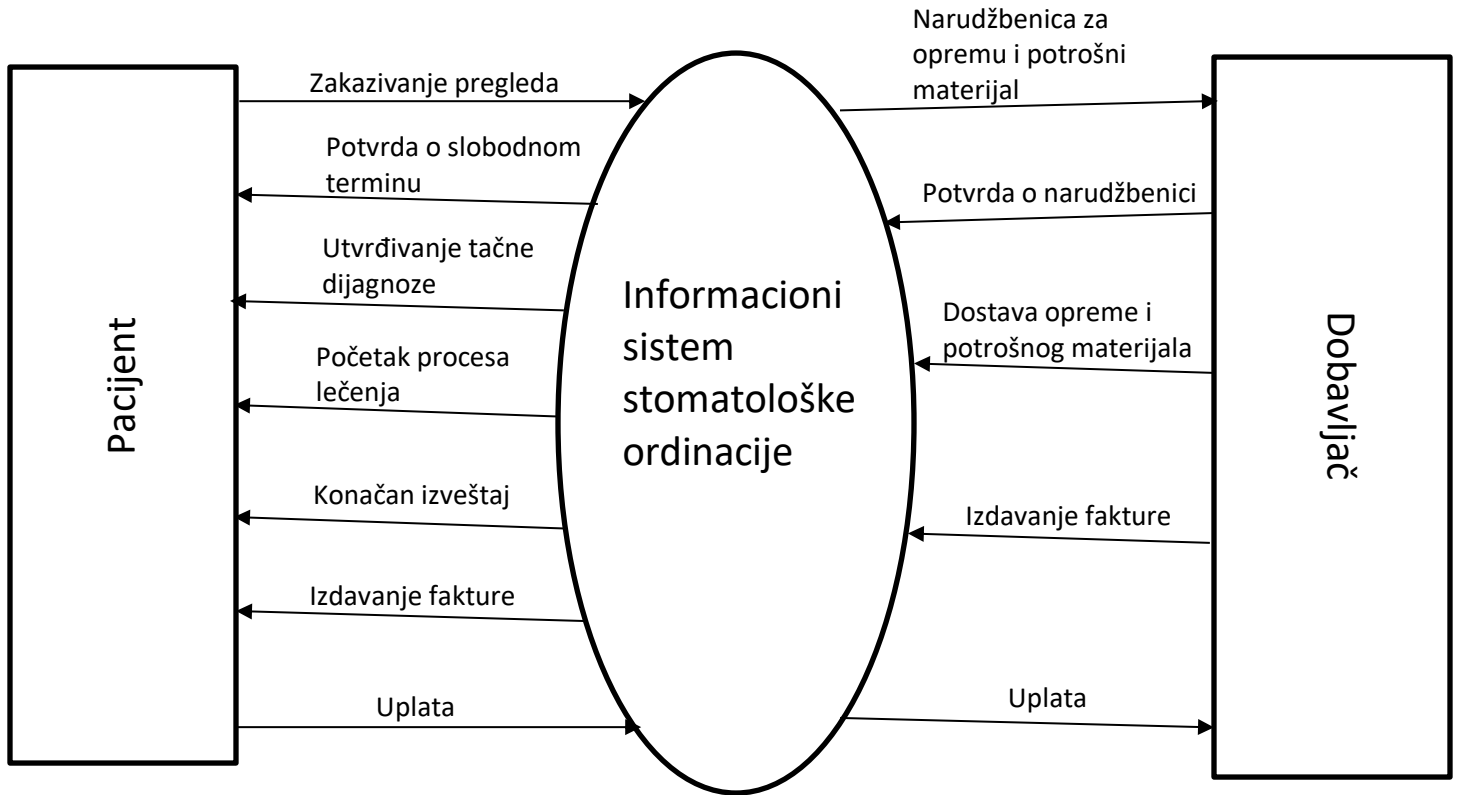 Pacijent
Zakazivanje pregleda
Potvrda o slobodnom
terminu
Utvrđivanje tačne
dijagnoze
Početak procesa
lečenja
Konačan izveštaj
Izdavanje fakture
Uplata
Informacioni
sistem
stomatološke
ordinacije
Narudžbenica za
opremu i potrošni
materijal
Potvrda o narudžbenici
Dostava opreme i
potrošnog materijala
Izdavanje fakture
Uplata
Dobavljač